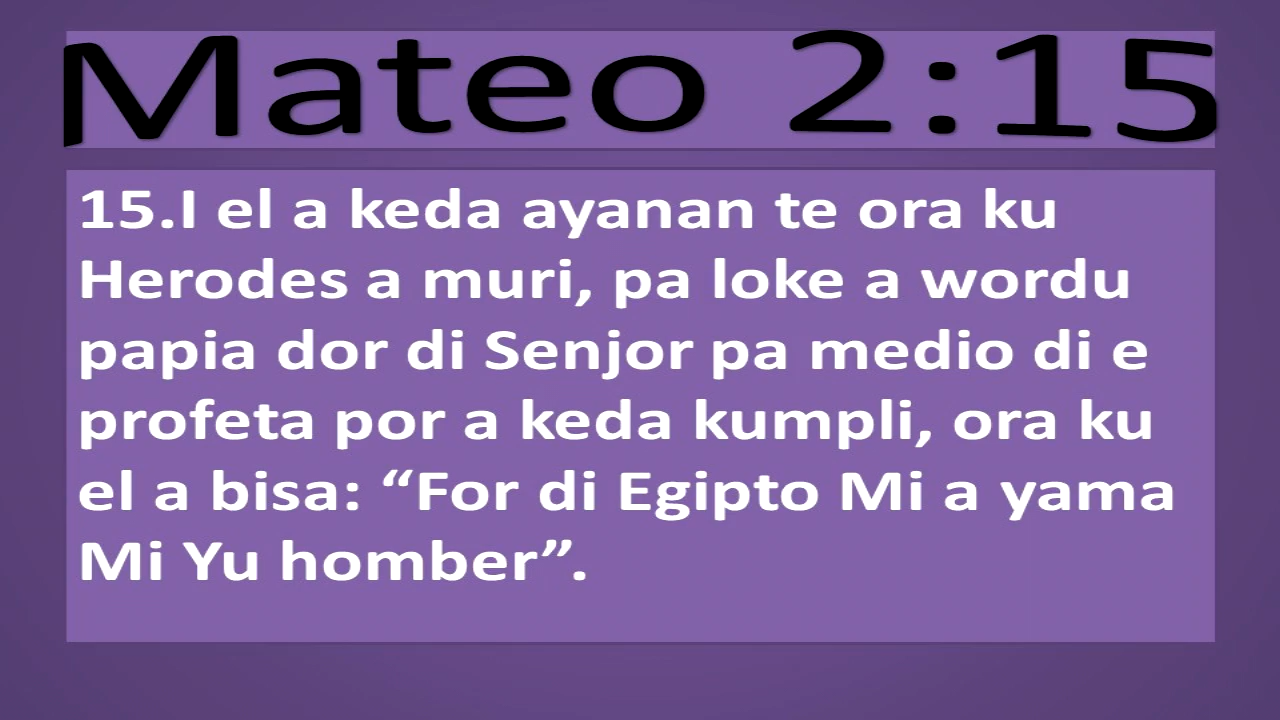 Mateo 2:15
15.I el a keda ayanan te ora ku
Herodes a muri, pa loke a wordu
papia dor di Senjor pa medio di e
profeta por a keda kumpli, ora ku
el a bisa: “For di Egipto Mi a yama
Mi Yu homber”.